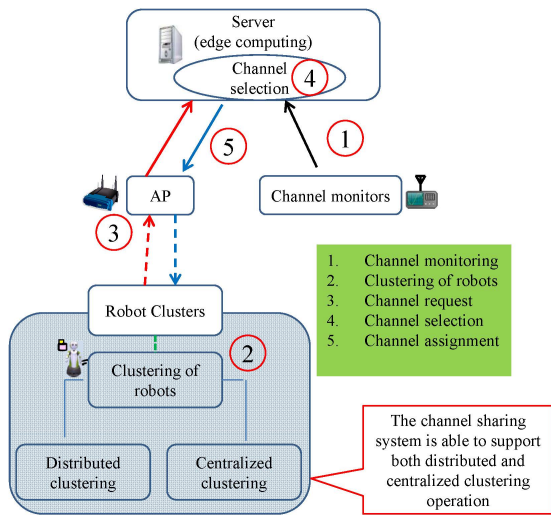 Server
(edge computing)
Channel
selection
4
5
1
AP
Channel monitors
3
1. Channel monitoring
2. Clustering of robots
3. Channel request
4. Channel selection
5. Channel assignment
Robot Clusters
2
Clustering of
robots
Distributed
clustering
Centralized
clustering
The channel sharing
system is able to support
both distributed and
centralized clustering
operation